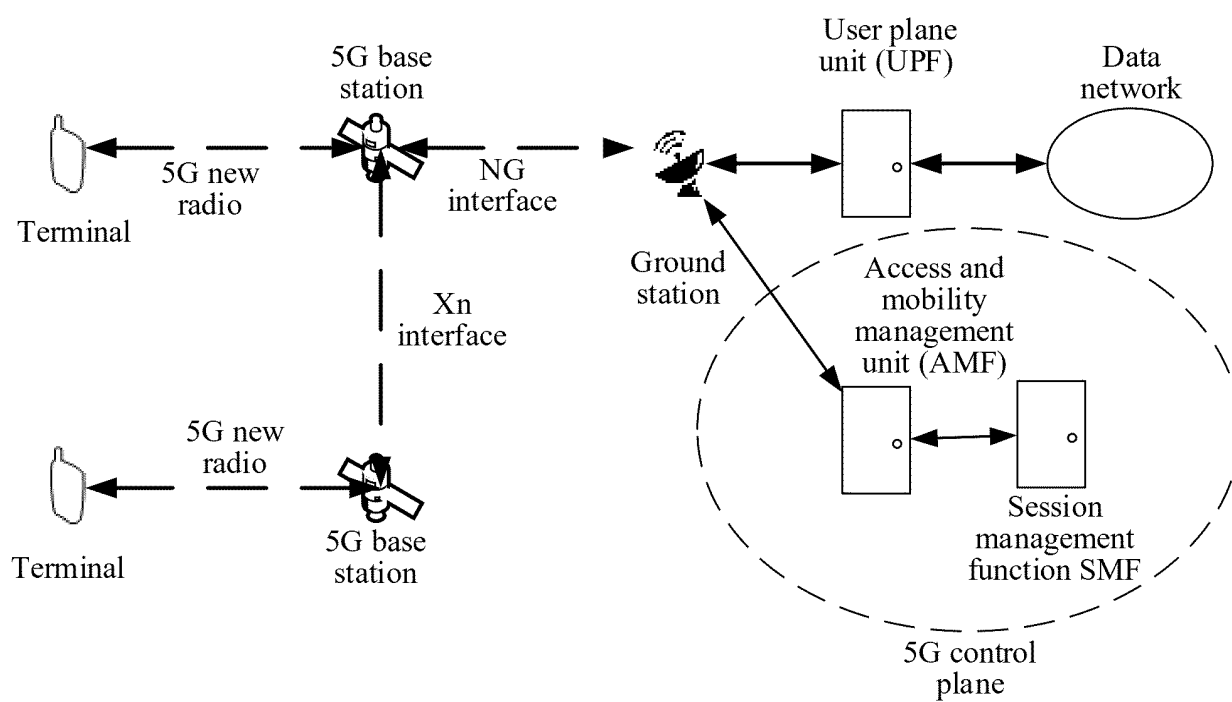 User plane
unit (UPF)
Data
network
5G base
station
5G new
radio
NG
interface
Terminal
Ground
station
Access and
mobility
management
unit (AMF)
Xn
interface
5G new
radio
Session
management
function SMF
5G base
station
Terminal
5G control
plane